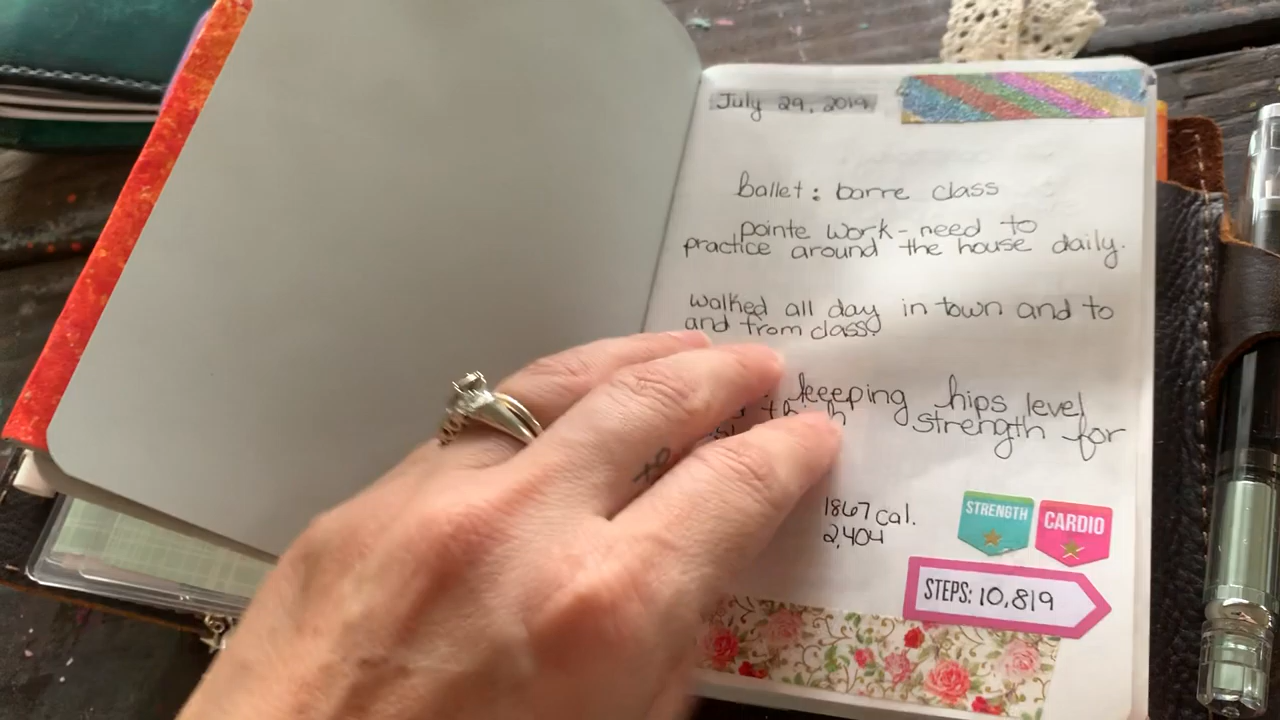 July 29, 2019
ballet: barre class
pointe work - need to
practice around the house daily.
walked all day in town and to
and from class.
keeping hips level
thigh strength for
1867 cal.
2,404
STRENGTH
CARDIO
STEPS: 10,819